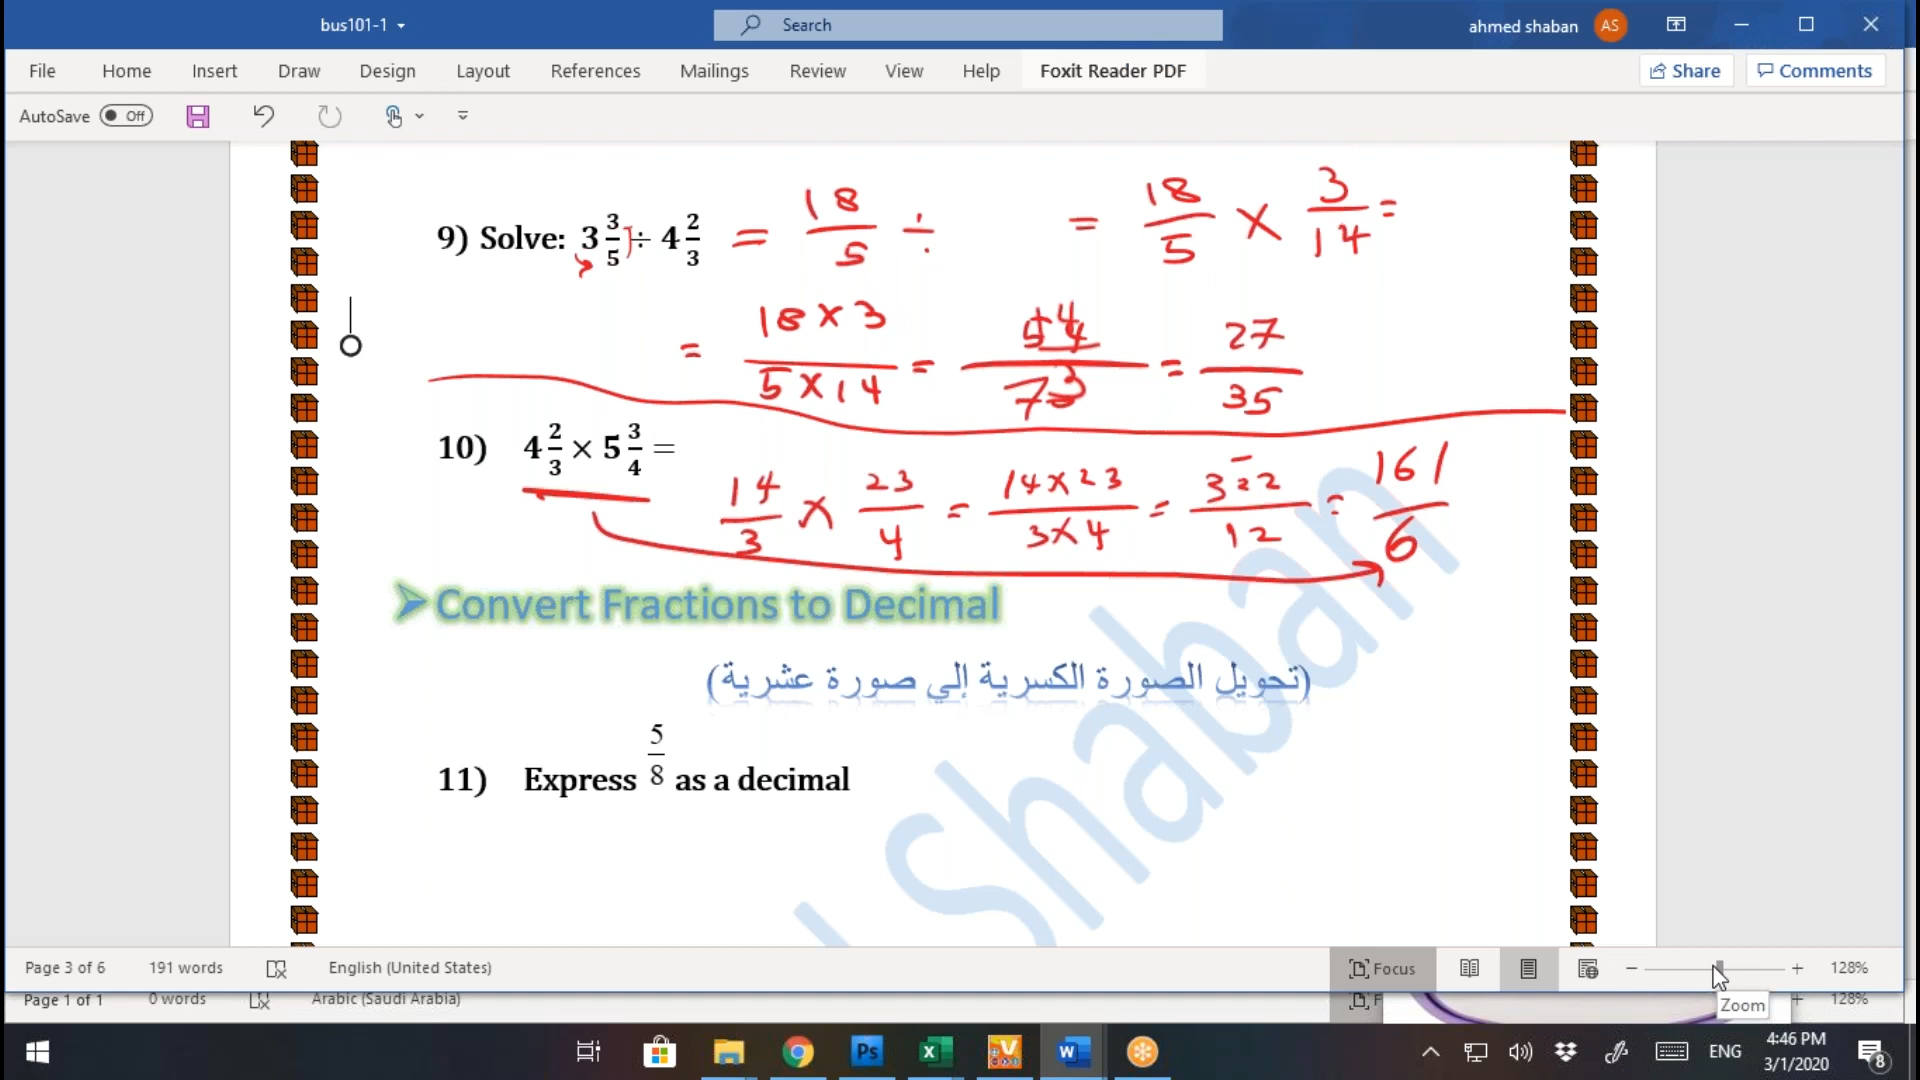 bus101-1
Search
ahmed shaban AS
File Home Insert Draw Design Layout References Mailings Review View Help Foxit Reader PDF Share Comments
AutoSave Off
9) Solve: 3 3/5 ÷ 4 2/3 = 18/5 ÷ = 18/5 × 3/14 =
= 18×3 / 5×14 = = 27/35
10) 4 2/3 × 5 3/4 =
14/3 × 23/4 = 14×23 / 3×4 = 322/12 = 161/6
➤Convert Fractions to Decimal
(تحويل الصورة الكسرية إلي صورة عشرية)
11) Express 5/8 as a decimal
Shaban
Page 3 of 6 191 words English (United States) Focus 128%
Page 1 of 1 0 words Arabic (Saudi Arabia) F 128%
Zoom
ENG 4:46 PM
3/1/2020 8